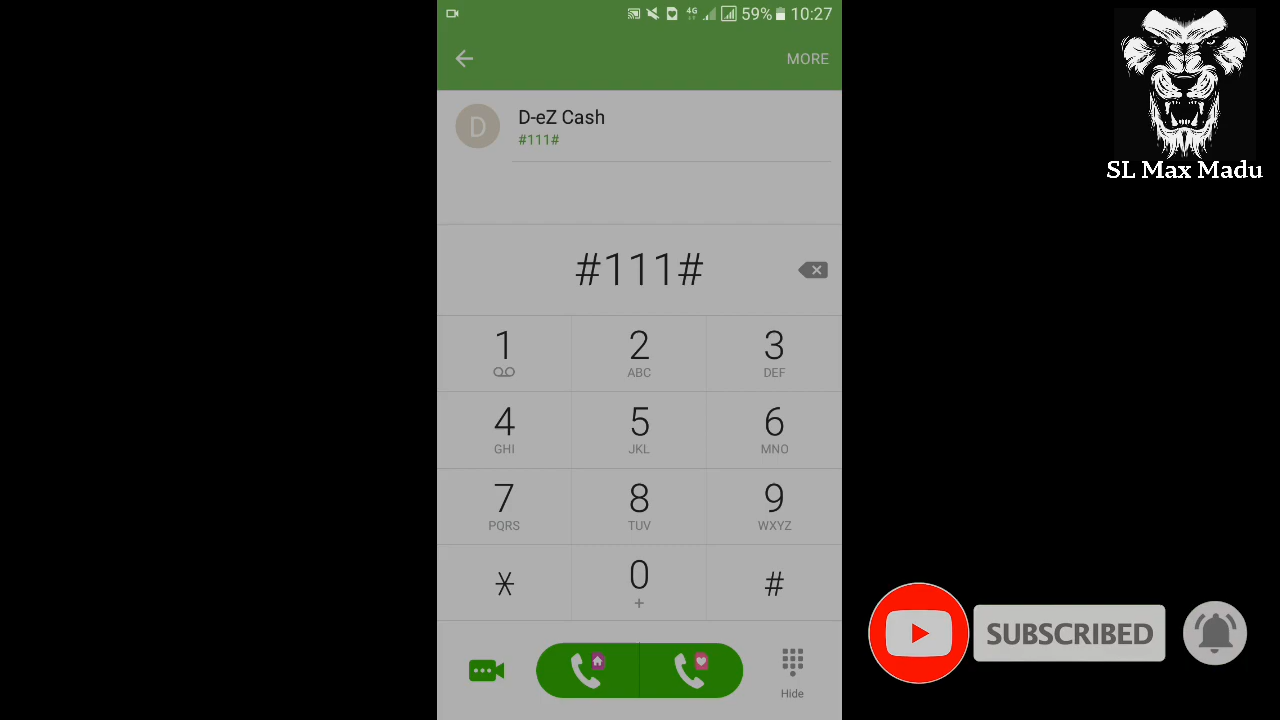 4G 59% 10:27
MORE
D
D-eZ Cash
#111#
#111#
1 2 3
ABC DEF
4 5 6
GHI JKL MNO
7 8 9
PQRS TUV WXYZ
* 0 #
+
Hide
SL Max Madu
SUBSCRIBED